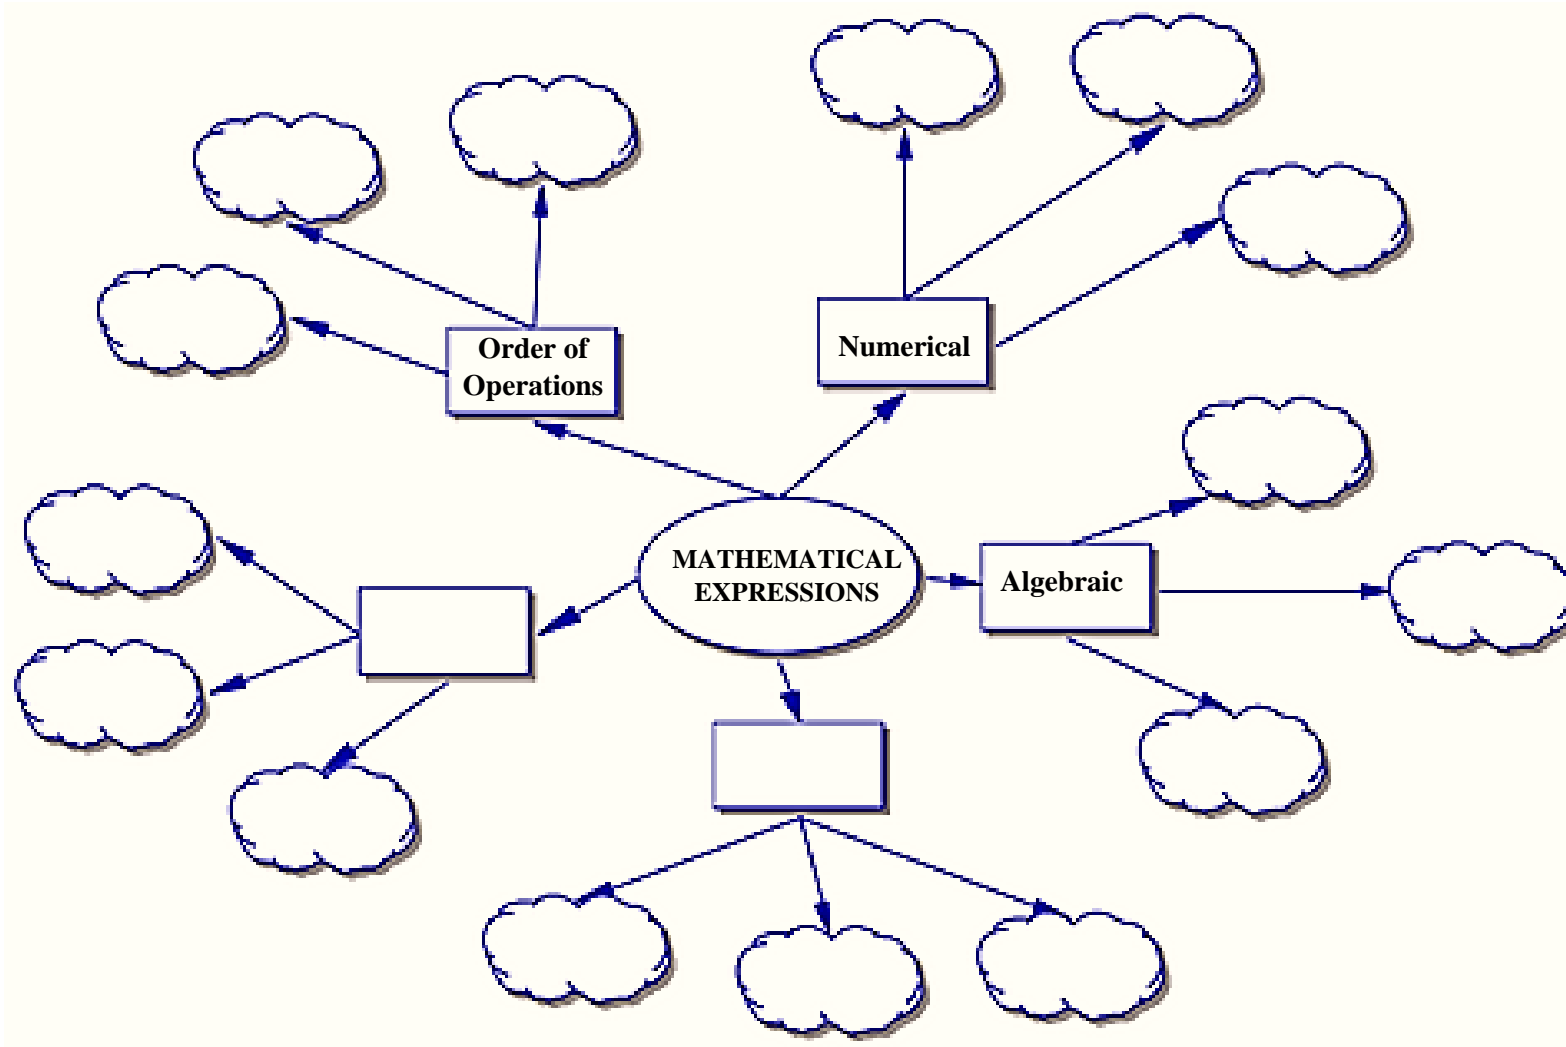 Order of
Operations
Numerical
MATHEMATICAL
EXPRESSIONS
Algebraic